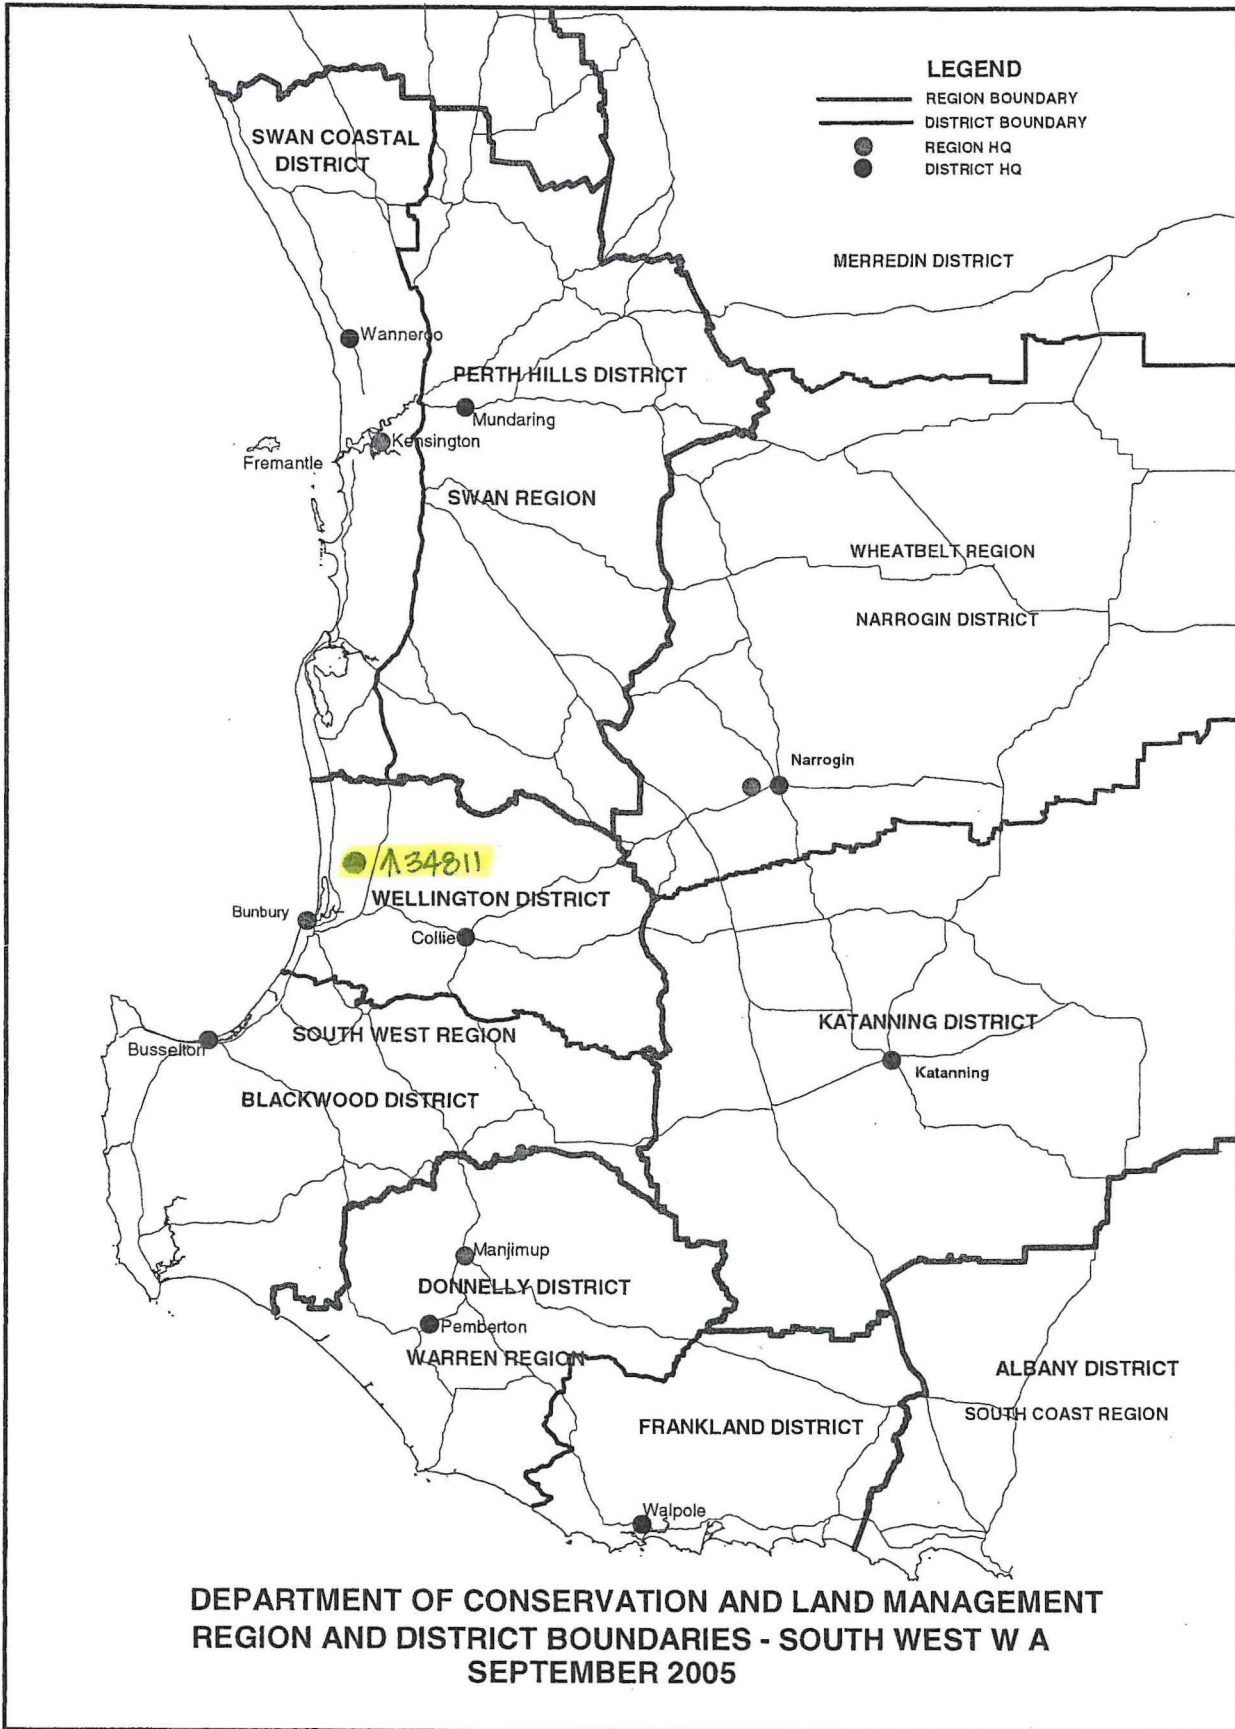 LEGEND
REGION BOUNDARY
DISTRICT BOUNDARY
REGION HQ
DISTRICT HQ
SWAN COASTAL
DISTRICT
MERREDIN DISTRICT
Wanneroo
PERTH HILLS DISTRICT
Mundaring
Kensington
Fremantle
SWAN REGION
WHEATBELT REGION
NARROGIN DISTRICT
Narrogin
34811
WELLINGTON DISTRICT
Bunbury
Collie
SOUTH WEST REGION
KATANNING DISTRICT
Busselton
Katanning
BLACKWOOD DISTRICT
Manjimup
DONNELLY DISTRICT
Pemberton
WARREN REGION
ALBANY DISTRICT
SOUTH COAST REGION
FRANKLAND DISTRICT
Walpole
DEPARTMENT OF CONSERVATION AND LAND MANAGEMENT
REGION AND DISTRICT BOUNDARIES - SOUTH WEST W A
SEPTEMBER 2005